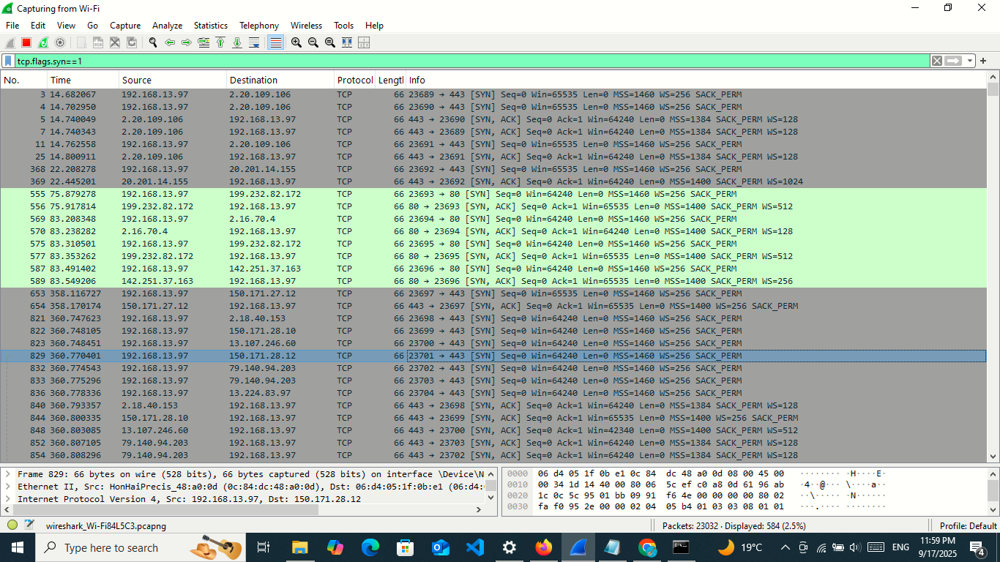 Capturing from Wi-Fi
File Edit View Go Capture Analyze Statistics Telephony Wireless Tools Help
tcp.flags.syn==1
No. Time Source Destination Protocol Lengtl Info
3 14.682067 192.168.13.97 2.20.109.106 TCP 66 23689 → 443 [SYN] Seq=0 Win=65535 Len=0 MSS=1460 WS=256 SACK_PERM
4 14.702950 192.168.13.97 2.20.109.106 TCP 66 23690 → 443 [SYN] Seq=0 Win=65535 Len=0 MSS=1460 WS=256 SACK_PERM
5 14.740049 2.20.109.106 192.168.13.97 TCP 66 443 → 23690 [SYN, ACK] Seq=0 Ack=1 Win=64240 Len=0 MSS=1384 SACK_PERM WS=128
7 14.740343 2.20.109.106 192.168.13.97 TCP 66 443 → 23689 [SYN, ACK] Seq=0 Ack=1 Win=64240 Len=0 MSS=1384 SACK_PERM WS=128
11 14.762558 192.168.13.97 2.20.109.106 TCP 66 23691 → 443 [SYN] Seq=0 Win=65535 Len=0 MSS=1460 WS=256 SACK_PERM
25 14.800911 2.20.109.106 192.168.13.97 TCP 66 443 → 23691 [SYN, ACK] Seq=0 Ack=1 Win=64240 Len=0 MSS=1384 SACK_PERM WS=128
368 22.208278 192.168.13.97 20.201.14.155 TCP 66 23692 → 443 [SYN] Seq=0 Win=65535 Len=0 MSS=1460 WS=256 SACK_PERM
369 22.445201 20.201.14.155 192.168.13.97 TCP 66 443 → 23692 [SYN, ACK] Seq=0 Ack=1 Win=64240 Len=0 MSS=1400 SACK_PERM WS=1024
555 75.879278 192.168.13.97 199.232.82.172 TCP 66 23693 → 80 [SYN] Seq=0 Win=64240 Len=0 MSS=1460 WS=256 SACK_PERM
556 75.917814 199.232.82.172 192.168.13.97 TCP 66 80 → 23693 [SYN, ACK] Seq=0 Ack=1 Win=65535 Len=0 MSS=1400 SACK_PERM WS=512
569 83.208348 192.168.13.97 2.16.70.4 TCP 66 23694 → 80 [SYN] Seq=0 Win=64240 Len=0 MSS=1460 WS=256 SACK_PERM
570 83.238282 2.16.70.4 192.168.13.97 TCP 66 80 → 23694 [SYN, ACK] Seq=0 Ack=1 Win=64240 Len=0 MSS=1400 SACK_PERM WS=128
575 83.310501 192.168.13.97 199.232.82.172 TCP 66 23695 → 80 [SYN] Seq=0 Win=64240 Len=0 MSS=1460 WS=256 SACK_PERM
577 83.353262 199.232.82.172 192.168.13.97 TCP 66 80 → 23695 [SYN, ACK] Seq=0 Ack=1 Win=65535 Len=0 MSS=1400 SACK_PERM WS=512
587 83.491402 192.168.13.97 142.251.37.163 TCP 66 23696 → 80 [SYN] Seq=0 Win=64240 Len=0 MSS=1460 WS=256 SACK_PERM
589 83.549206 142.251.37.163 192.168.13.97 TCP 66 80 → 23696 [SYN, ACK] Seq=0 Ack=1 Win=65535 Len=0 MSS=1400 SACK_PERM WS=256
653 358.116727 192.168.13.97 150.171.27.12 TCP 66 23697 → 443 [SYN] Seq=0 Win=65535 Len=0 MSS=1460 WS=256 SACK_PERM
654 358.170174 150.171.27.12 192.168.13.97 TCP 66 443 → 23697 [SYN, ACK] Seq=0 Ack=1 Win=65535 Len=0 MSS=1400 WS=256 SACK_PERM
821 360.747623 192.168.13.97 2.18.40.153 TCP 66 23698 → 443 [SYN] Seq=0 Win=64240 Len=0 MSS=1460 WS=256 SACK_PERM
822 360.748105 192.168.13.97 150.171.28.10 TCP 66 23699 → 443 [SYN] Seq=0 Win=64240 Len=0 MSS=1460 WS=256 SACK_PERM
823 360.748451 192.168.13.97 13.107.246.60 TCP 66 23700 → 443 [SYN] Seq=0 Win=64240 Len=0 MSS=1460 WS=256 SACK_PERM
829 360.770401 192.168.13.97 150.171.28.12 TCP 66 23701 → 443 [SYN] Seq=0 Win=64240 Len=0 MSS=1460 WS=256 SACK_PERM
832 360.774543 192.168.13.97 79.140.94.203 TCP 66 23702 → 443 [SYN] Seq=0 Win=64240 Len=0 MSS=1460 WS=256 SACK_PERM
833 360.775296 192.168.13.97 79.140.94.203 TCP 66 23703 → 443 [SYN] Seq=0 Win=64240 Len=0 MSS=1460 WS=256 SACK_PERM
836 360.778336 192.168.13.97 13.224.83.97 TCP 66 23704 → 443 [SYN] Seq=0 Win=64240 Len=0 MSS=1460 WS=256 SACK_PERM
840 360.793357 2.18.40.153 192.168.13.97 TCP 66 443 → 23698 [SYN, ACK] Seq=0 Ack=1 Win=64240 Len=0 MSS=1384 SACK_PERM WS=128
844 360.800335 150.171.28.10 192.168.13.97 TCP 66 443 → 23699 [SYN, ACK] Seq=0 Ack=1 Win=65535 Len=0 MSS=1400 WS=256 SACK_PERM
848 360.803085 13.107.246.60 192.168.13.97 TCP 66 443 → 23700 [SYN, ACK] Seq=0 Ack=1 Win=42340 Len=0 MSS=1400 SACK_PERM WS=512
852 360.807105 79.140.94.203 192.168.13.97 TCP 66 443 → 23703 [SYN, ACK] Seq=0 Ack=1 Win=64240 Len=0 MSS=1384 SACK_PERM WS=128
854 360.808296 79.140.94.203 192.168.13.97 TCP 66 443 → 23702 [SYN, ACK] Seq=0 Ack=1 Win=64240 Len=0 MSS=1384 SACK_PERM WS=128
Frame 829: 66 bytes on wire (528 bits), 66 bytes captured (528 bits) on interface \Device\N
Ethernet II, Src: HonHaiPrecis_48:a0:0d (0c:84:dc:48:a0:0d), Dst: 06:d4:05:1f:0b:e1 (06:d4:
Internet Protocol Version 4, Src: 192.168.13.97, Dst: 150.171.28.12
0000 06 d4 05 1f 0b e1 0c 84 dc 48 a0 0d 08 00 45 00 ········ ·H····E·
0010 00 34 1d 14 40 00 80 06 5c ef c0 a8 0d 61 96 ab ·4··@··· \····a··
0020 1c 0c 5c 95 01 bb 09 91 f6 4e 00 00 00 00 80 02 ··\····· ·N······
0030 fa f0 95 2e 00 00 02 04 05 b4 01 03 03 08 01 01 ···.···· ········
wireshark_Wi-Fi84L5C3.pcapng
Packets: 23032 · Displayed: 584 (2.5%)
Profile: Default
Type here to search
19°C
ENG
11:59 PM
9/17/2025
4